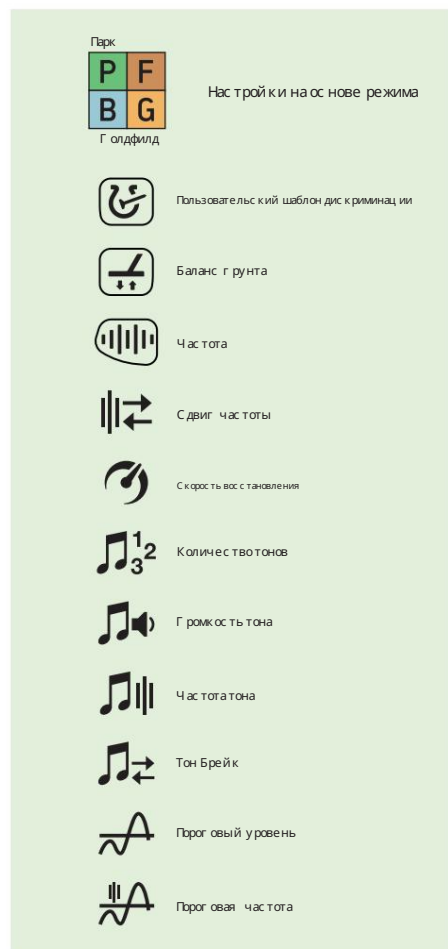 Парк
P F
Настройки на основе режима
B G
Голдфилд
Пользовательский шаблон дискриминации
Баланс грунта
Частота
Сдвиг частоты
Скорость восстановления
1
2
3
Количество тонов
Громкость тона
Частота тона
Тон Брейк
Пороговый уровень
Пороговая частота